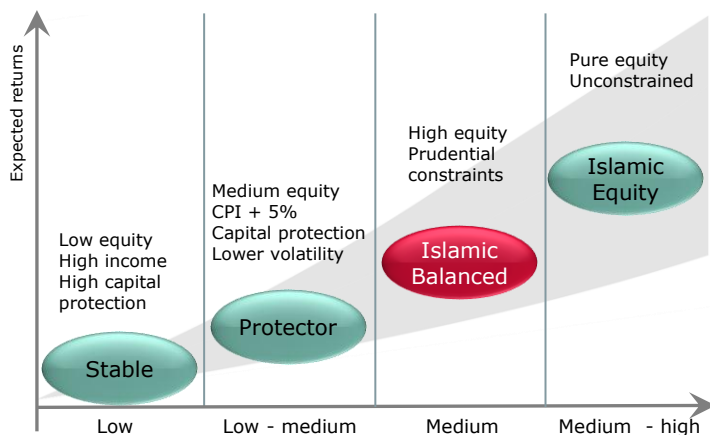 Expected returns
Pure equity
Unconstrained
High equity
Prudential
constraints
Islamic
Equity
Medium equity
CPI + 5%
Capital protection
Lower volatility
Low equity
High income
High capital
protection
Islamic
Balanced
Protector
Stable
Low
Low - medium
Medium
Medium - high